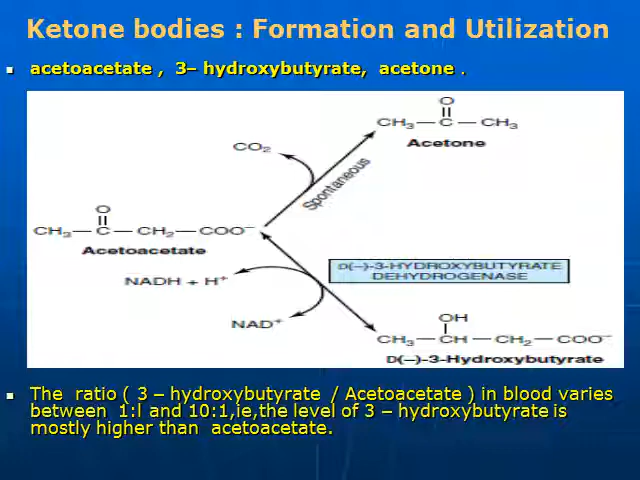 Ketone bodies : Formation and Utilization
acetoacetate , 3– hydroxybutyrate, acetone .
O
CH₃—C—CH₃
Acetone
CO₂
Spontaneous
O
CH₃—C—CH₂—COO⁻
Acetoacetate
D(–)-3-HYDROXYBUTYRATE
DEHYDROGENASE
NADH + H⁺
NAD⁺
OH
CH₃—CH—CH₂—COO⁻
D(–)-3-Hydroxybutyrate
The ratio ( 3 – hydroxybutyrate / Acetoacetate ) in blood varies
between 1:l and 10:1,ie,the level of 3 – hydroxybutyrate is
mostly higher than acetoacetate.